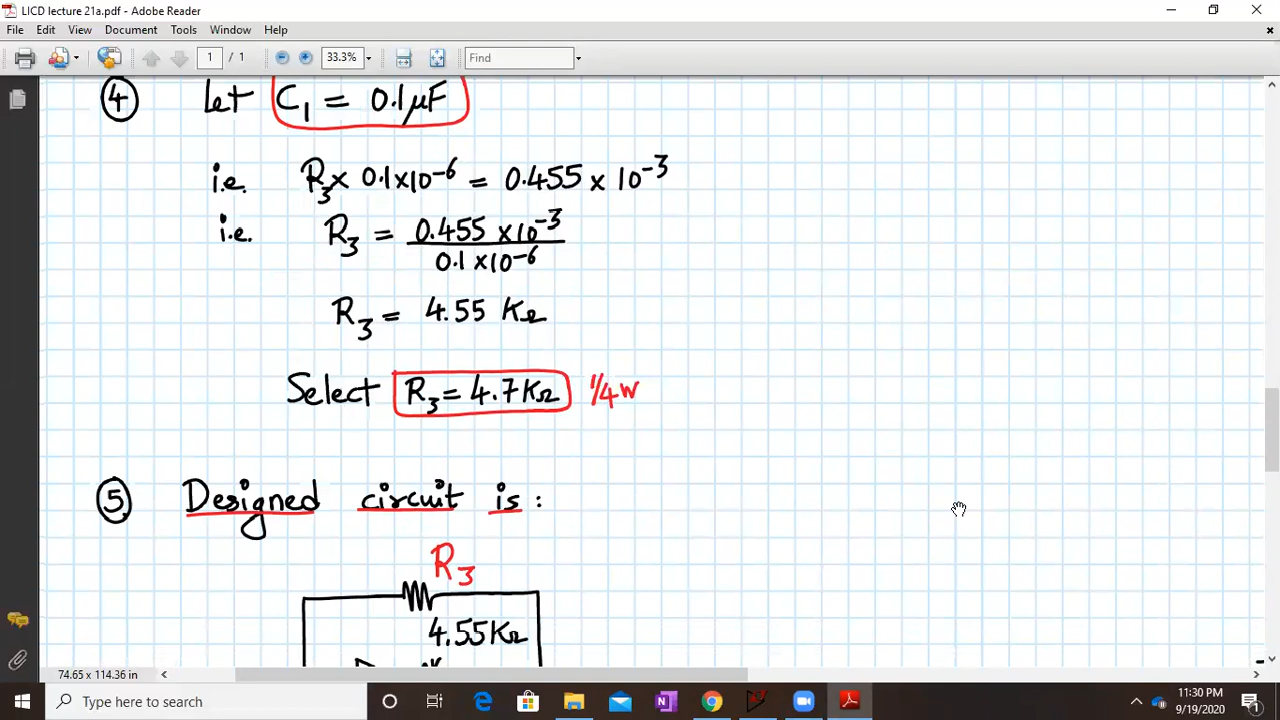 LICD lecture 21a.pdf - Adobe Reader
File Edit View Document Tools Window Help
1 / 1 33.3% Find
④ Let C₁ = 0.1μF
i.e. R₃ × 0.1×10⁻⁶ = 0.455 × 10⁻³
i.e. R₃ = 0.455 ×10⁻³
0.1 ×10⁻⁶
R₃ = 4.55 KΩ
Select R₃ = 4.7KΩ 1/4W
⑤ Designed circuit is :
R₃
4.55KΩ
74.65 x 114.36 in
Type here to search
11:30 PM
9/19/2020